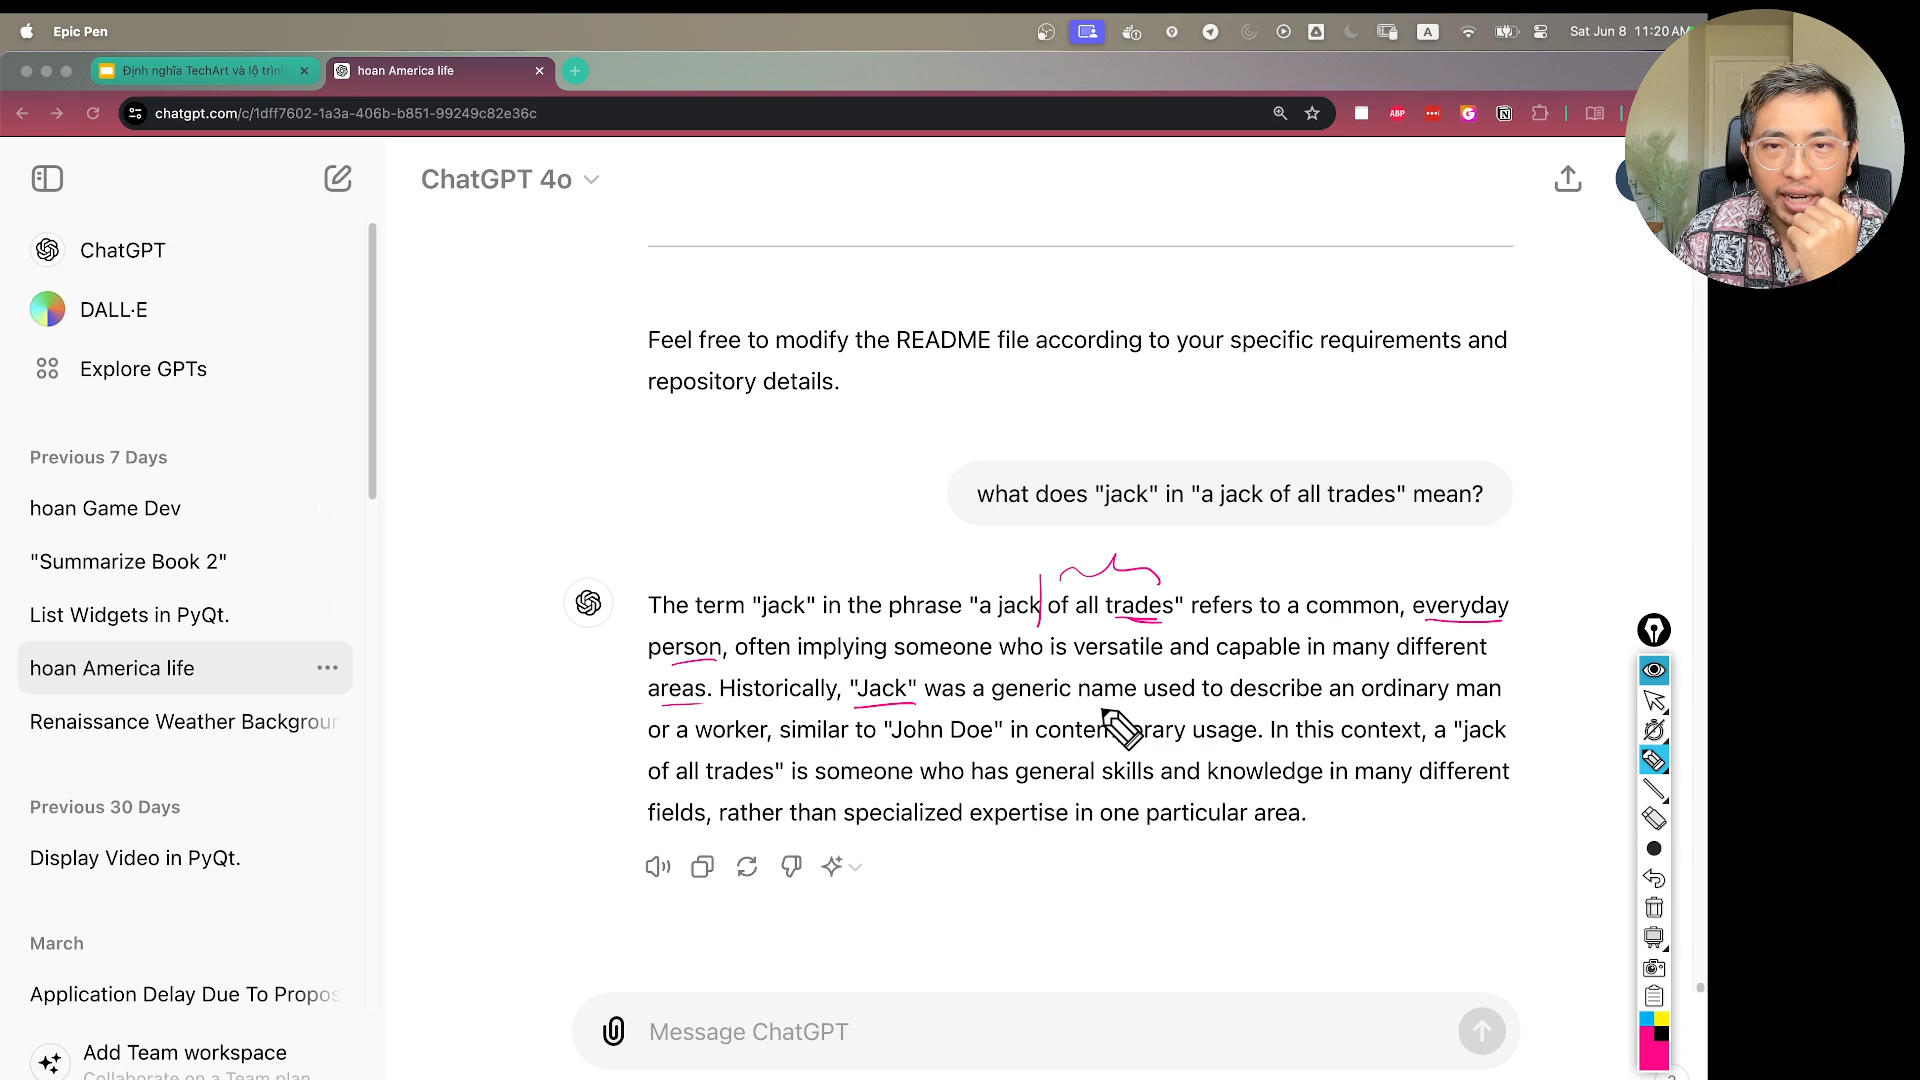 Epic Pen
A
Sat Jun 8 11:20 AM
Định nghĩa TechArt và lộ trình
hoan America life
chatgpt.com/c/1dff7602-1a3a-406b-b851-99249c82e36c
ABP
ChatGPT 4o
ChatGPT
DALL·E
Explore GPTs
Previous 7 Days
hoan Game Dev
"Summarize Book 2"
List Widgets in PyQt.
hoan America life
Renaissance Weather Backgroun
Previous 30 Days
Display Video in PyQt.
March
Application Delay Due To Propos
Add Team workspace
Collaborate on a Team plan
Feel free to modify the README file according to your specific requirements and
repository details.
what does "jack" in "a jack of all trades" mean?
The term "jack" in the phrase "a jack of all trades" refers to a common, everyday
person, often implying someone who is versatile and capable in many different
areas. Historically, "Jack" was a generic name used to describe an ordinary man
or a worker, similar to "John Doe" in contemporary usage. In this context, a "jack
of all trades" is someone who has general skills and knowledge in many different
fields, rather than specialized expertise in one particular area.
Message ChatGPT